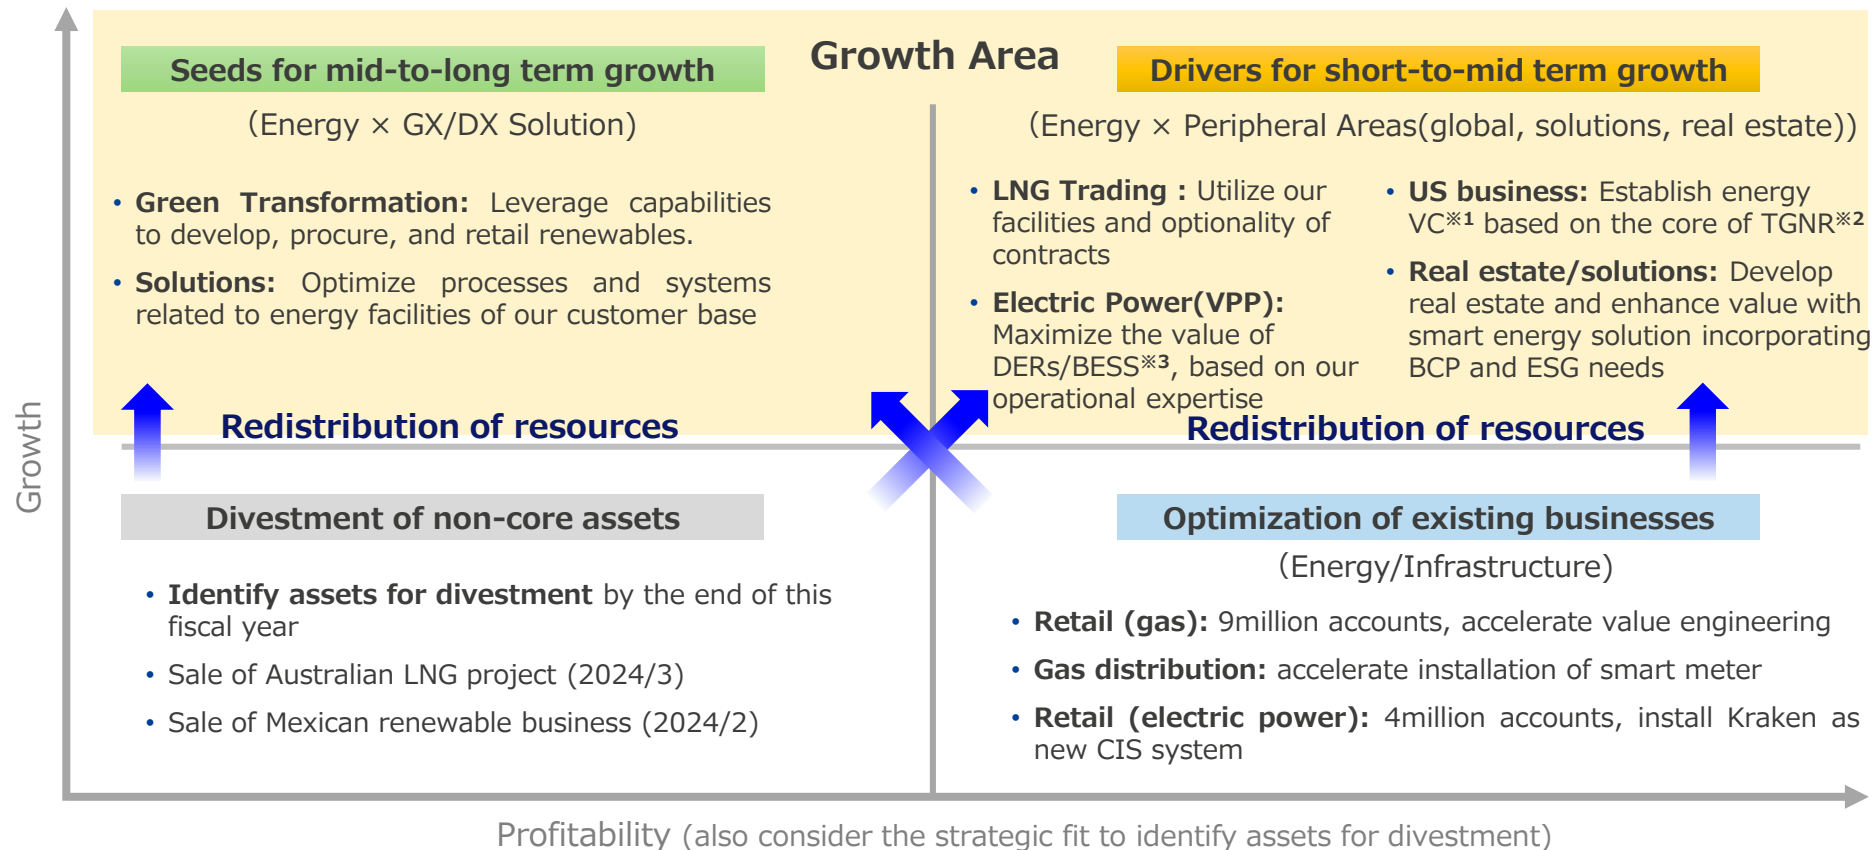 Growth Area
Seeds for mid-to-long term growth
（Energy × GX/DX Solution）
• Green Transformation: Leverage capabilities
to develop, procure, and retail renewables.
• Solutions: Optimize processes and systems
related to energy facilities of our customer base
Drivers for short-to-mid term growth
（Energy × Peripheral Areas(global, solutions, real estate)）
• LNG Trading : Utilize our
facilities and optionality of
contracts
• Electric Power(VPP):
Maximize the value of
DERs/BESS※3, based on our
operational expertise
• US business: Establish energy
VC※1 based on the core of TGNR※2
• Real estate/solutions: Develop
real estate and enhance value with
smart energy solution incorporating
BCP and ESG needs
Redistribution of resources
Redistribution of resources
Growth
Divestment of non-core assets
• Identify assets for divestment by the end of this
fiscal year
• Sale of Australian LNG project (2024/3)
• Sale of Mexican renewable business (2024/2)
Optimization of existing businesses
（Energy/Infrastructure）
• Retail (gas): 9million accounts, accelerate value engineering
• Gas distribution: accelerate installation of smart meter
• Retail (electric power): 4million accounts, install Kraken as
new CIS system
Profitability (also consider the strategic fit to identify assets for divestment)